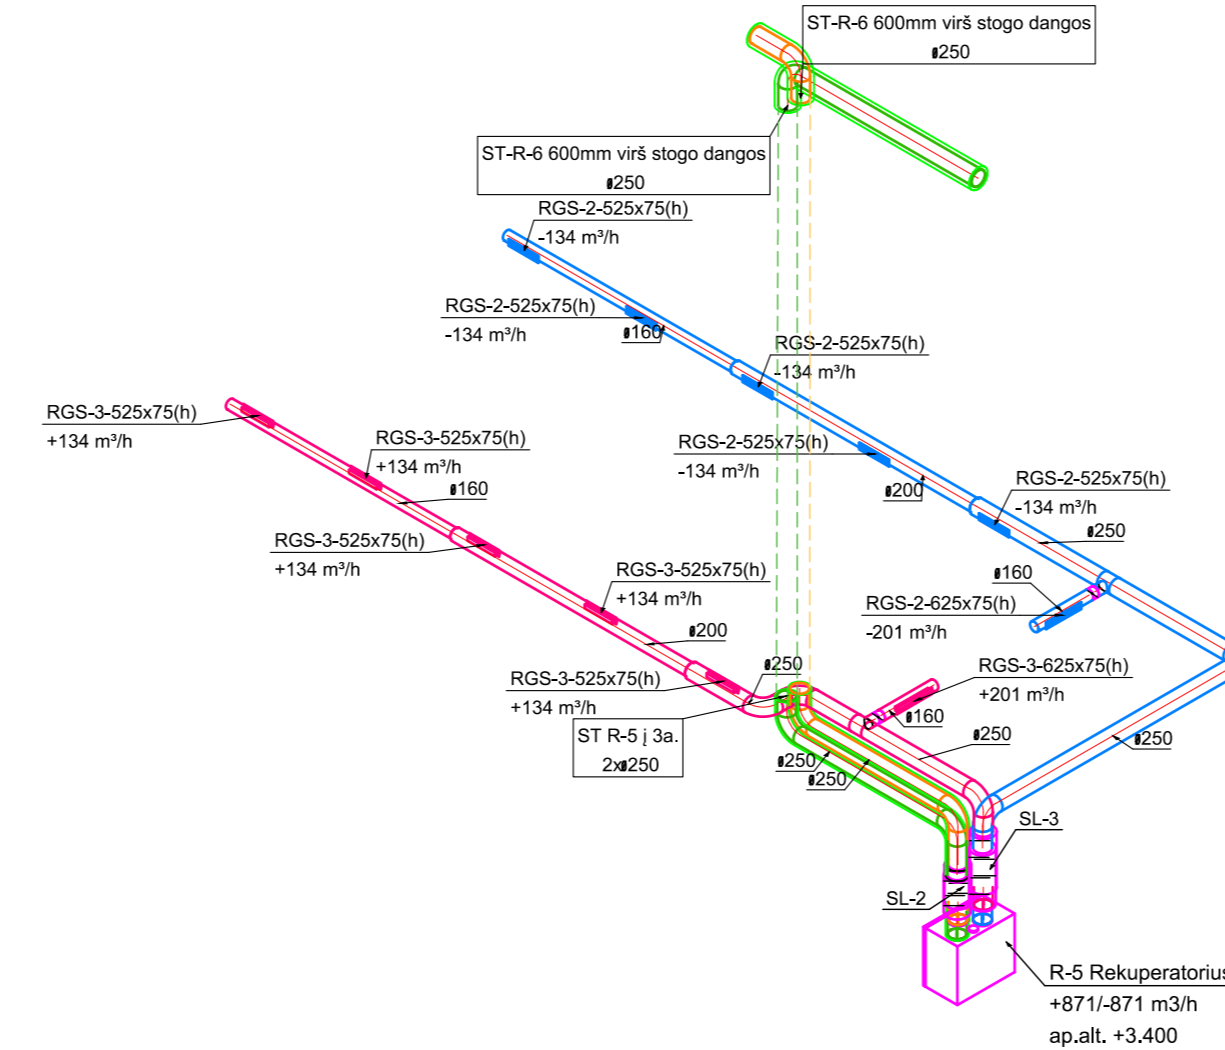 ST-R-6 600mm virš stogo dangos
ø250
ST-R-6 600mm virš stogo dangos
ø250
RGS-2-525x75(h)
-134 m³/h
RGS-2-525x75(h)
-134 m³/h
ø160
RGS-2-525x75(h)
-134 m³/h
RGS-3-525x75(h)
+134 m³/h
RGS-3-525x75(h)
+134 m³/h
ø160
RGS-2-525x75(h)
-134 m³/h
ø200
RGS-2-525x75(h)
-134 m³/h
ø250
RGS-3-525x75(h)
+134 m³/h
RGS-3-525x75(h)
+134 m³/h
ø200
ø160
RGS-2-625x75(h)
-201 m³/h
RGS-3-525x75(h)
+134 m³/h
ø250
RGS-3-625x75(h)
+201 m³/h
ø160
ST R-5 į 3a.
2xø250
ø250
ø250
ø250
ø250
SL-3
SL-2
R-5 Rekuperatorius
+871/-871 m3/h
ap.alt. +3.400